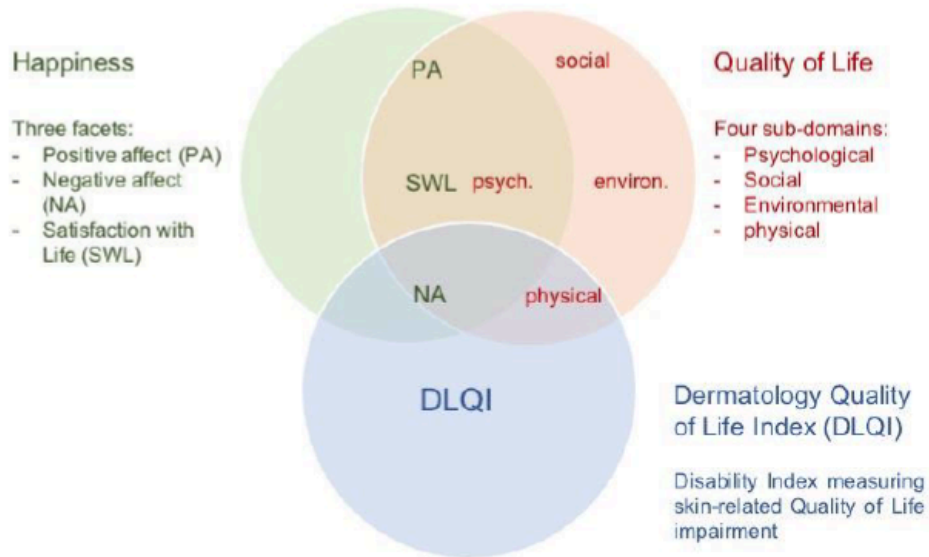 Happiness
Three facets:
- Positive affect (PA)
- Negative affect
(NA)
- Satisfaction with
Life (SWL)
PA
social
SWL
psych.
environ.
NA
physical
DLQI
Quality of Life
Four sub-domains:
- Psychological
- Social
- Environmental
- physical
Dermatology Quality
of Life Index (DLQI)
Disability Index measuring
skin-related Quality of Life
impairment